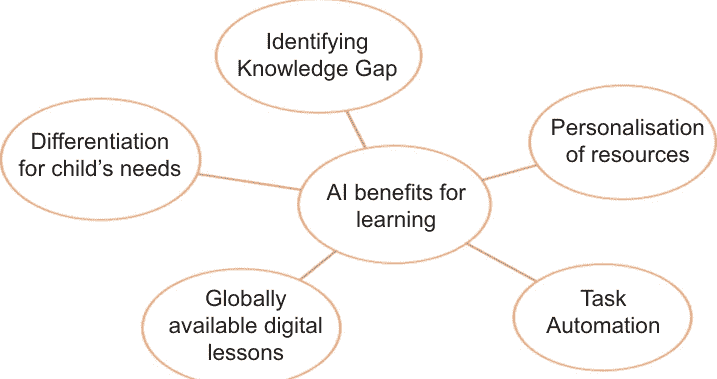 Identifying
Knowledge Gap
Differentiation
for child's needs
Personalisation
of resources
AI benefits for
learning
Globally
available digital
lessons
Task
Automation